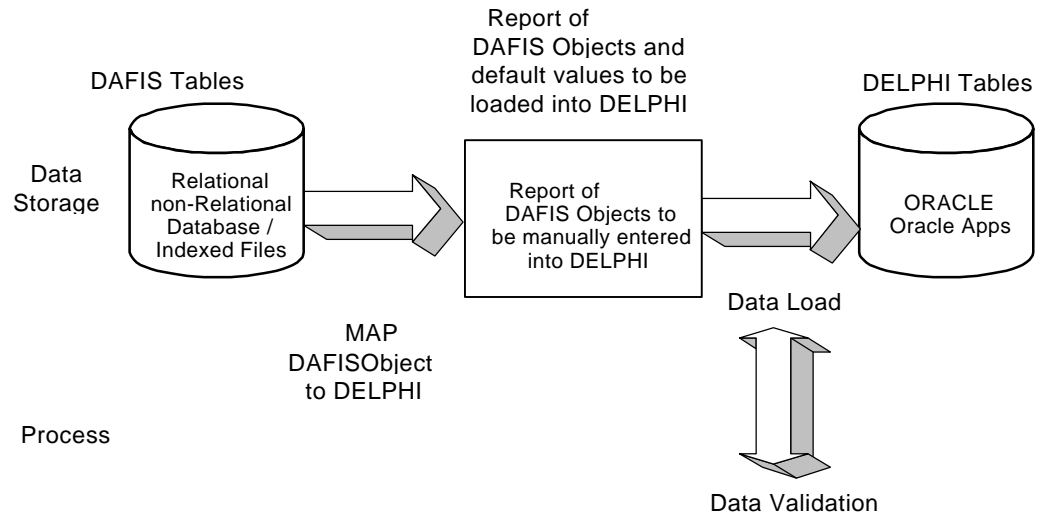 Report of
DAFIS Objects and
default values to be
loaded into DELPHI
DAFIS Tables
DELPHI Tables
Data
Storage
Relational
non-Relational
Database /
Indexed Files
Report of
DAFIS Objects to
be manually entered
into DELPHI
ORACLE
Oracle Apps
MAP
DAFISObject
to DELPHI
Data Load
Process
Data Validation